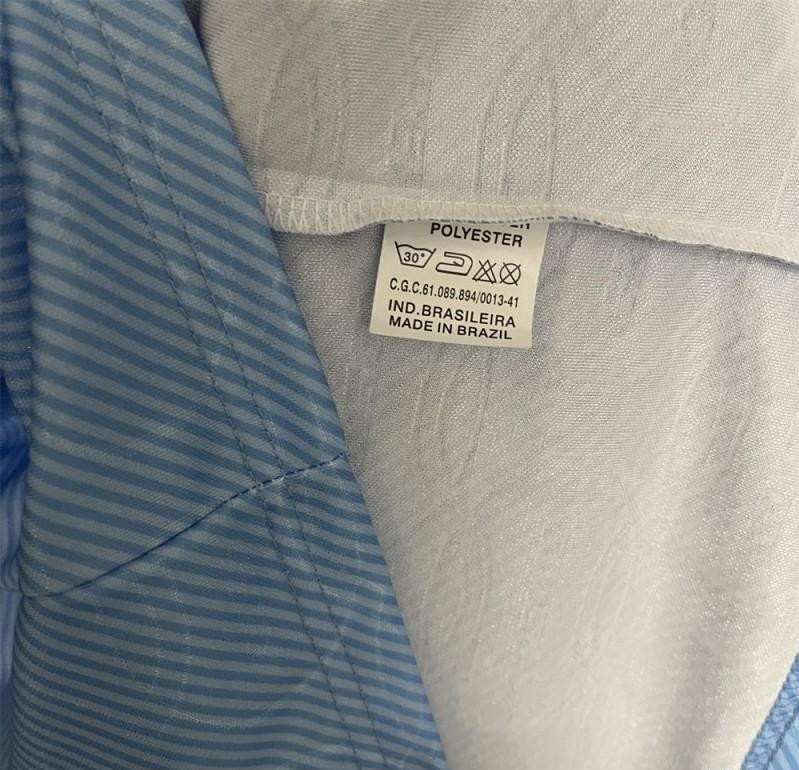 POLYESTER
30°
C.G.C.61.089.894/0013-41
IND.BRASILEIRA
MADE IN BRAZIL